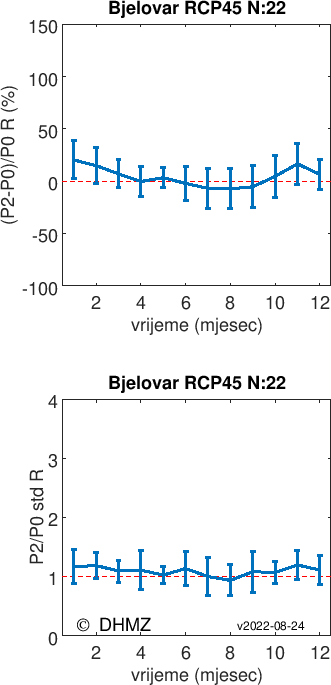 Bjelovar RCP45 N:22
(P2-P0)/P0 R (%)
150
100
50
0
-50
-100
2 4 6 8 10 12
vrijeme (mjesec)
Bjelovar RCP45 N:22
P2/P0 std R
4
3
2
1
0
© DHMZ v2022-08-24
2 4 6 8 10 12
vrijeme (mjesec)